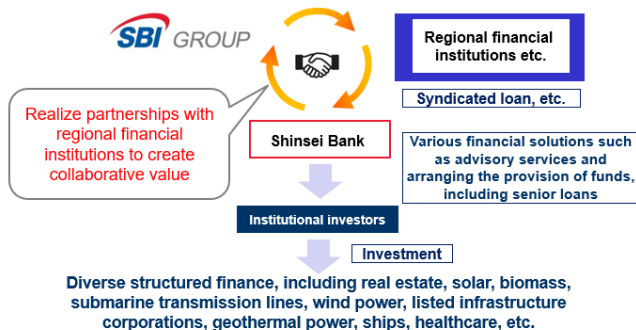 SBI GROUP
Regional financial
institutions etc.
Syndicated loan, etc.
Realize partnerships with
regional financial
institutions to create
collaborative value
Shinsei Bank
Various financial solutions such
as advisory services and
arranging the provision of funds,
including senior loans
Institutional investors
Investment
Diverse structured finance, including real estate, solar, biomass,
submarine transmission lines, wind power, listed infrastructure
corporations, geothermal power, ships, healthcare, etc.